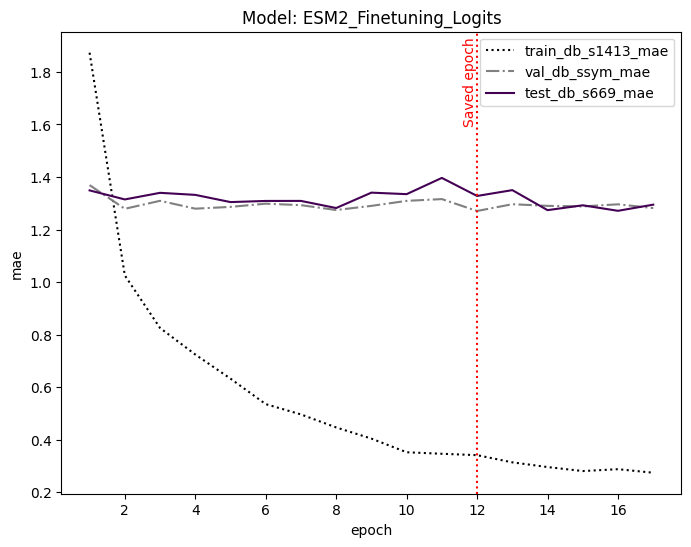 Model: ESM2_Finetuning_Logits
train_db_s1413_mae
val_db_ssym_mae
test_db_s669_mae
Saved epoch
mae
1.8
1.6
1.4
1.2
1.0
0.8
0.6
0.4
0.2
2 4 6 8 10 12 14 16
epoch